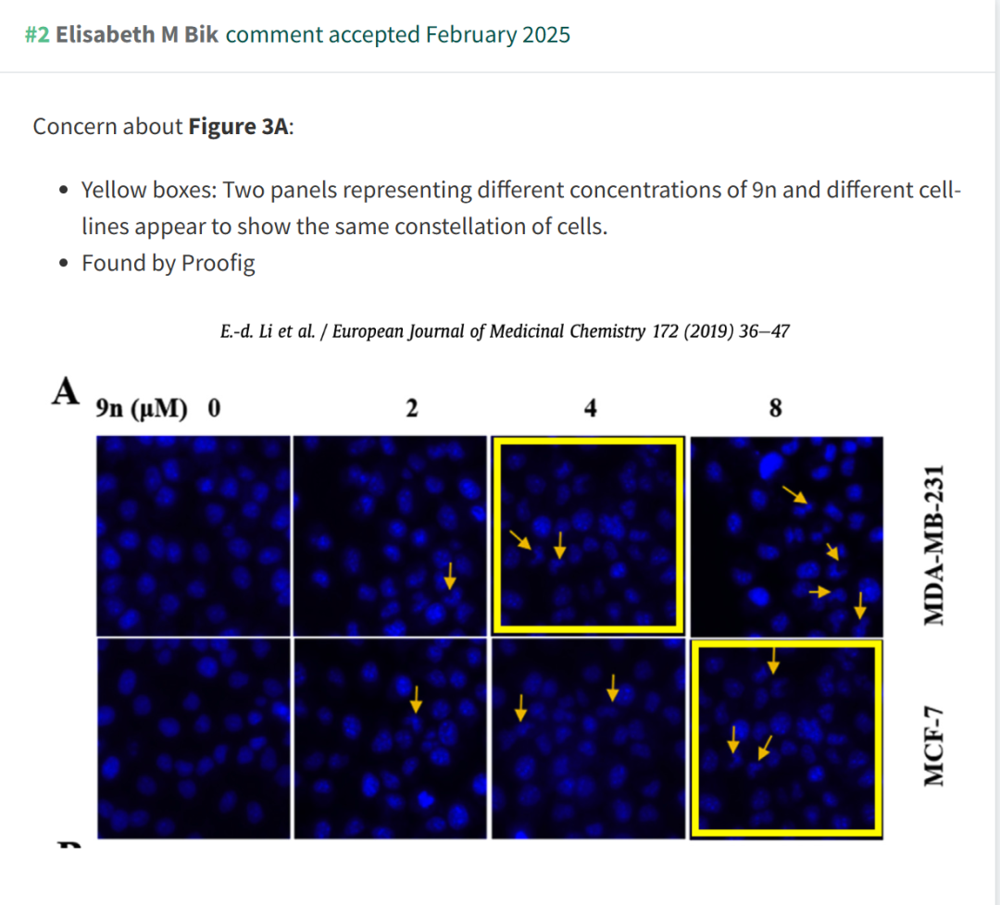 #2 Elisabeth M Bik comment accepted February 2025
Concern about Figure 3A:
• Yellow boxes: Two panels representing different concentrations of 9n and different cell-
lines appear to show the same constellation of cells.
• Found by Proofig
E.-d. Li et al. / European Journal of Medicinal Chemistry 172 (2019) 36–47
A
9n (μM) 0 2 4 8
MDA-MB-231
MCF-7